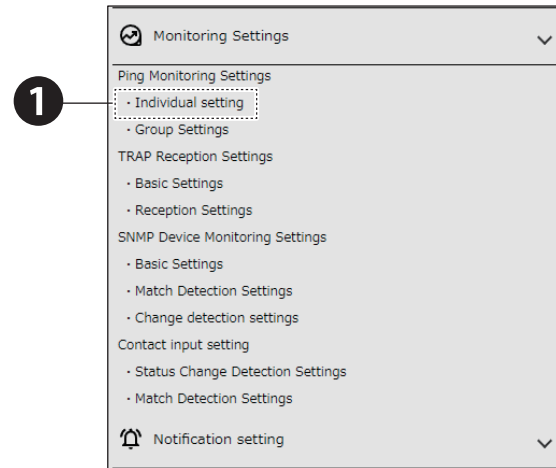 Monitoring Settings
Ping Monitoring Settings
1
・Individual setting
・Group Settings
TRAP Reception Settings
・Basic Settings
・Reception Settings
SNMP Device Monitoring Settings
・Basic Settings
・Match Detection Settings
・Change detection settings
Contact input setting
・Status Change Detection Settings
・Match Detection Settings
Notification setting